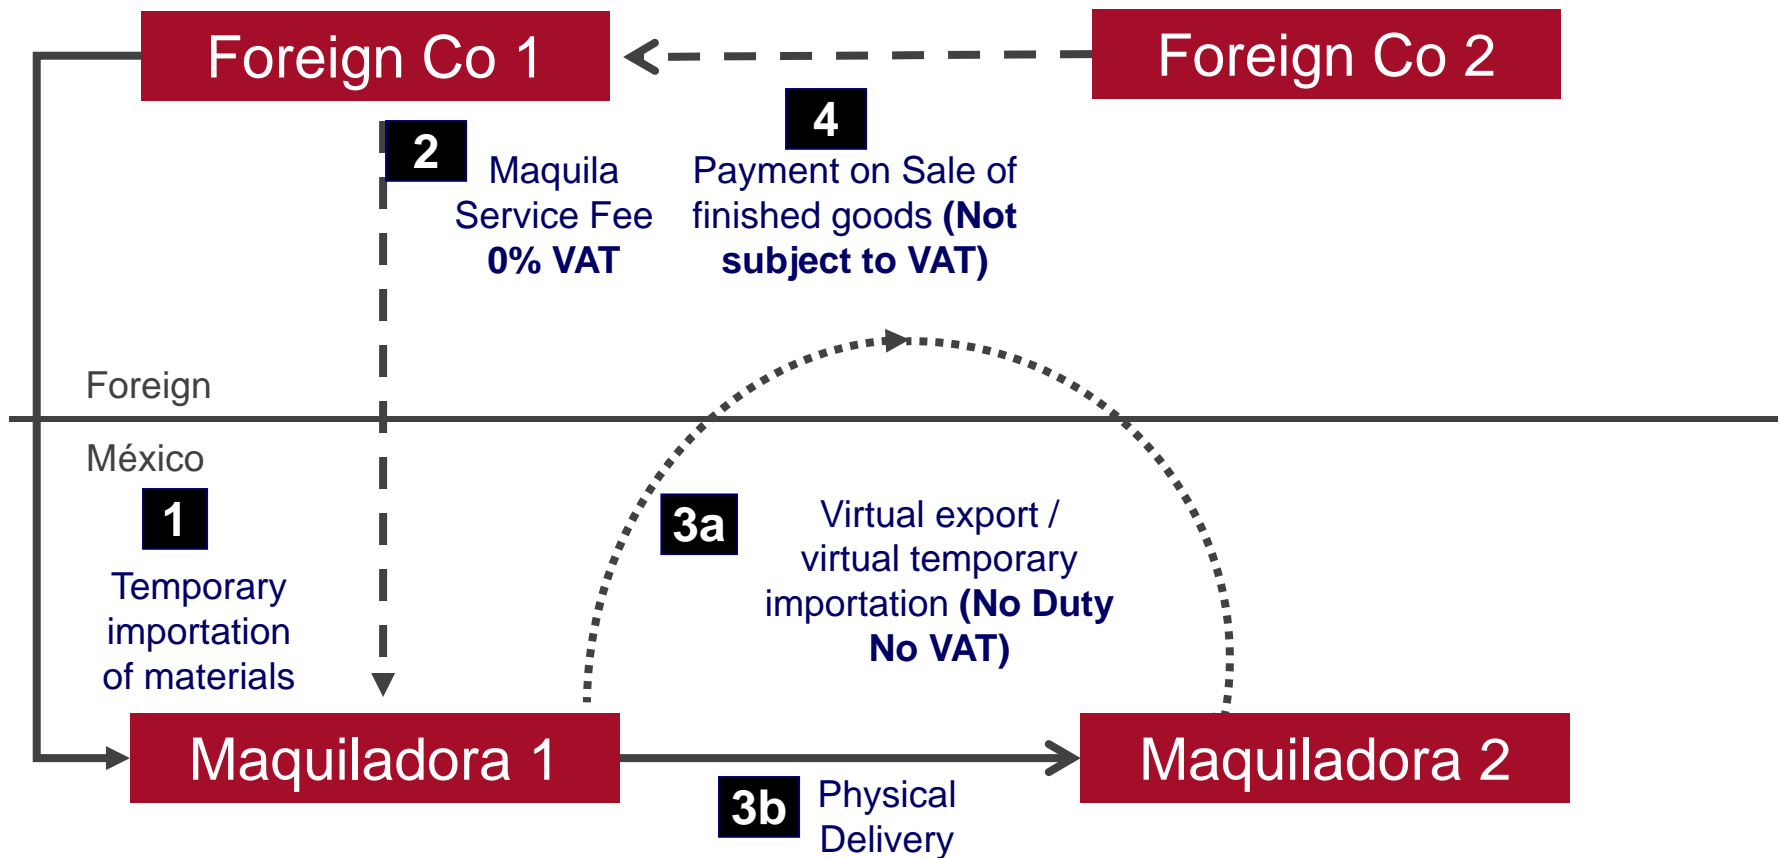 Foreign Co 1
Foreign Co 2
2
Maquila
Service Fee
0% VAT
4
Payment on Sale of
finished goods (Not
subject to VAT)
Foreign
México
1
Temporary
importation
of materials
3a
Virtual export /
virtual temporary
importation (No Duty
No VAT)
Maquiladora 1
Maquiladora 2
3b
Physical
Delivery